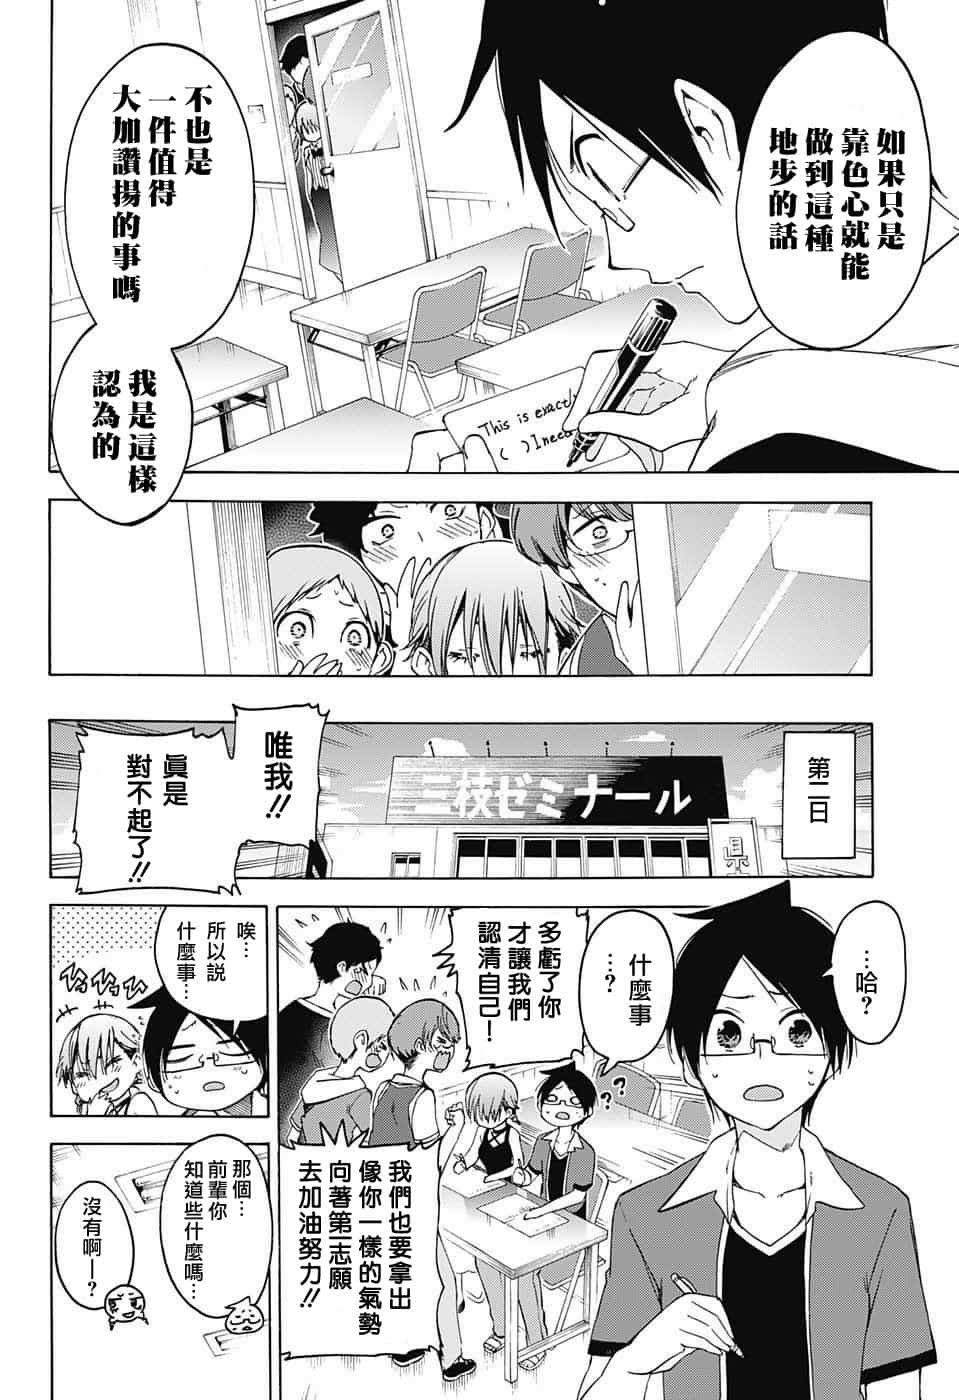 如果只是
靠色心就能
做到這種
地步的話
不也是
一件值得
大加讚揚的事嗎
我是這樣
認為的
This is exactly
( )I need
第二日
三枝ゼミナール
県
唯我!!
真是
對不起了!!
…哈?
什麼事
…?
多虧了你
才讓我們
認清自己!
??
我們也要拿出
像你一樣的氣勢
向著第一志願
去加油努力!!
唉…
所以說
什麼事…
那個…
前輩你
知道些什麼嗎…
沒有啊—?